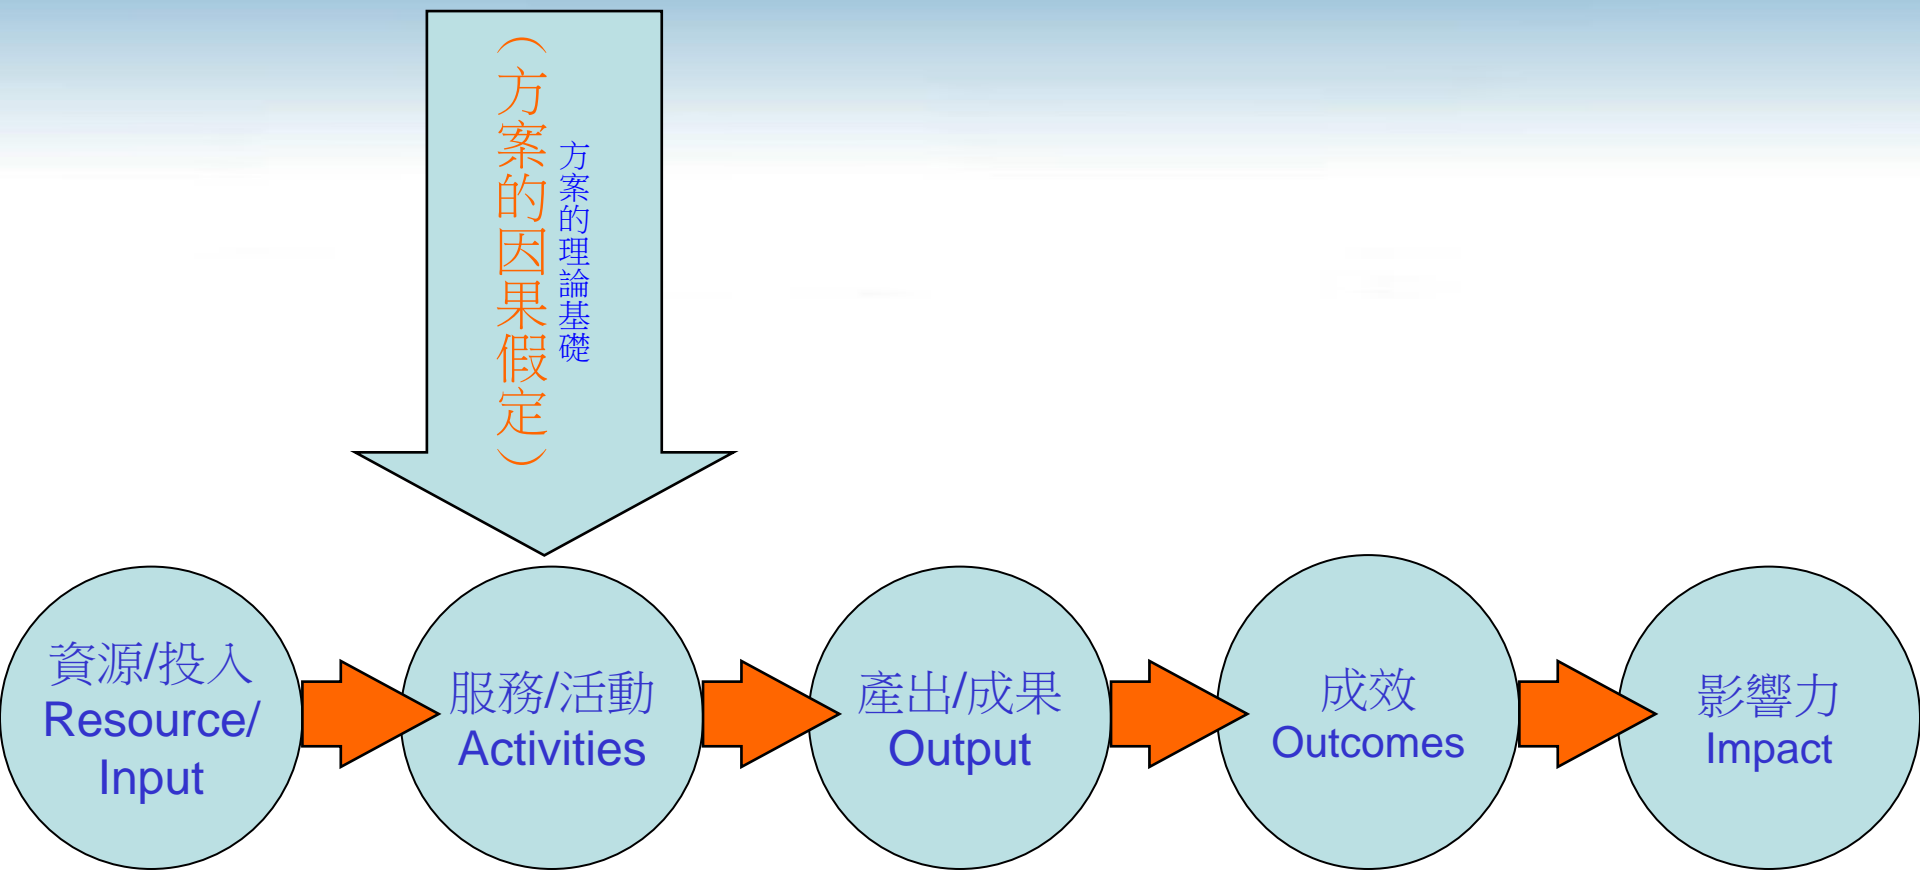 方案的理論基礎
（方案的因果假定）
資源/投入
Resource/
Input
服務/活動
Activities
產出/成果
Output
成效
Outcomes
影響力
Impact